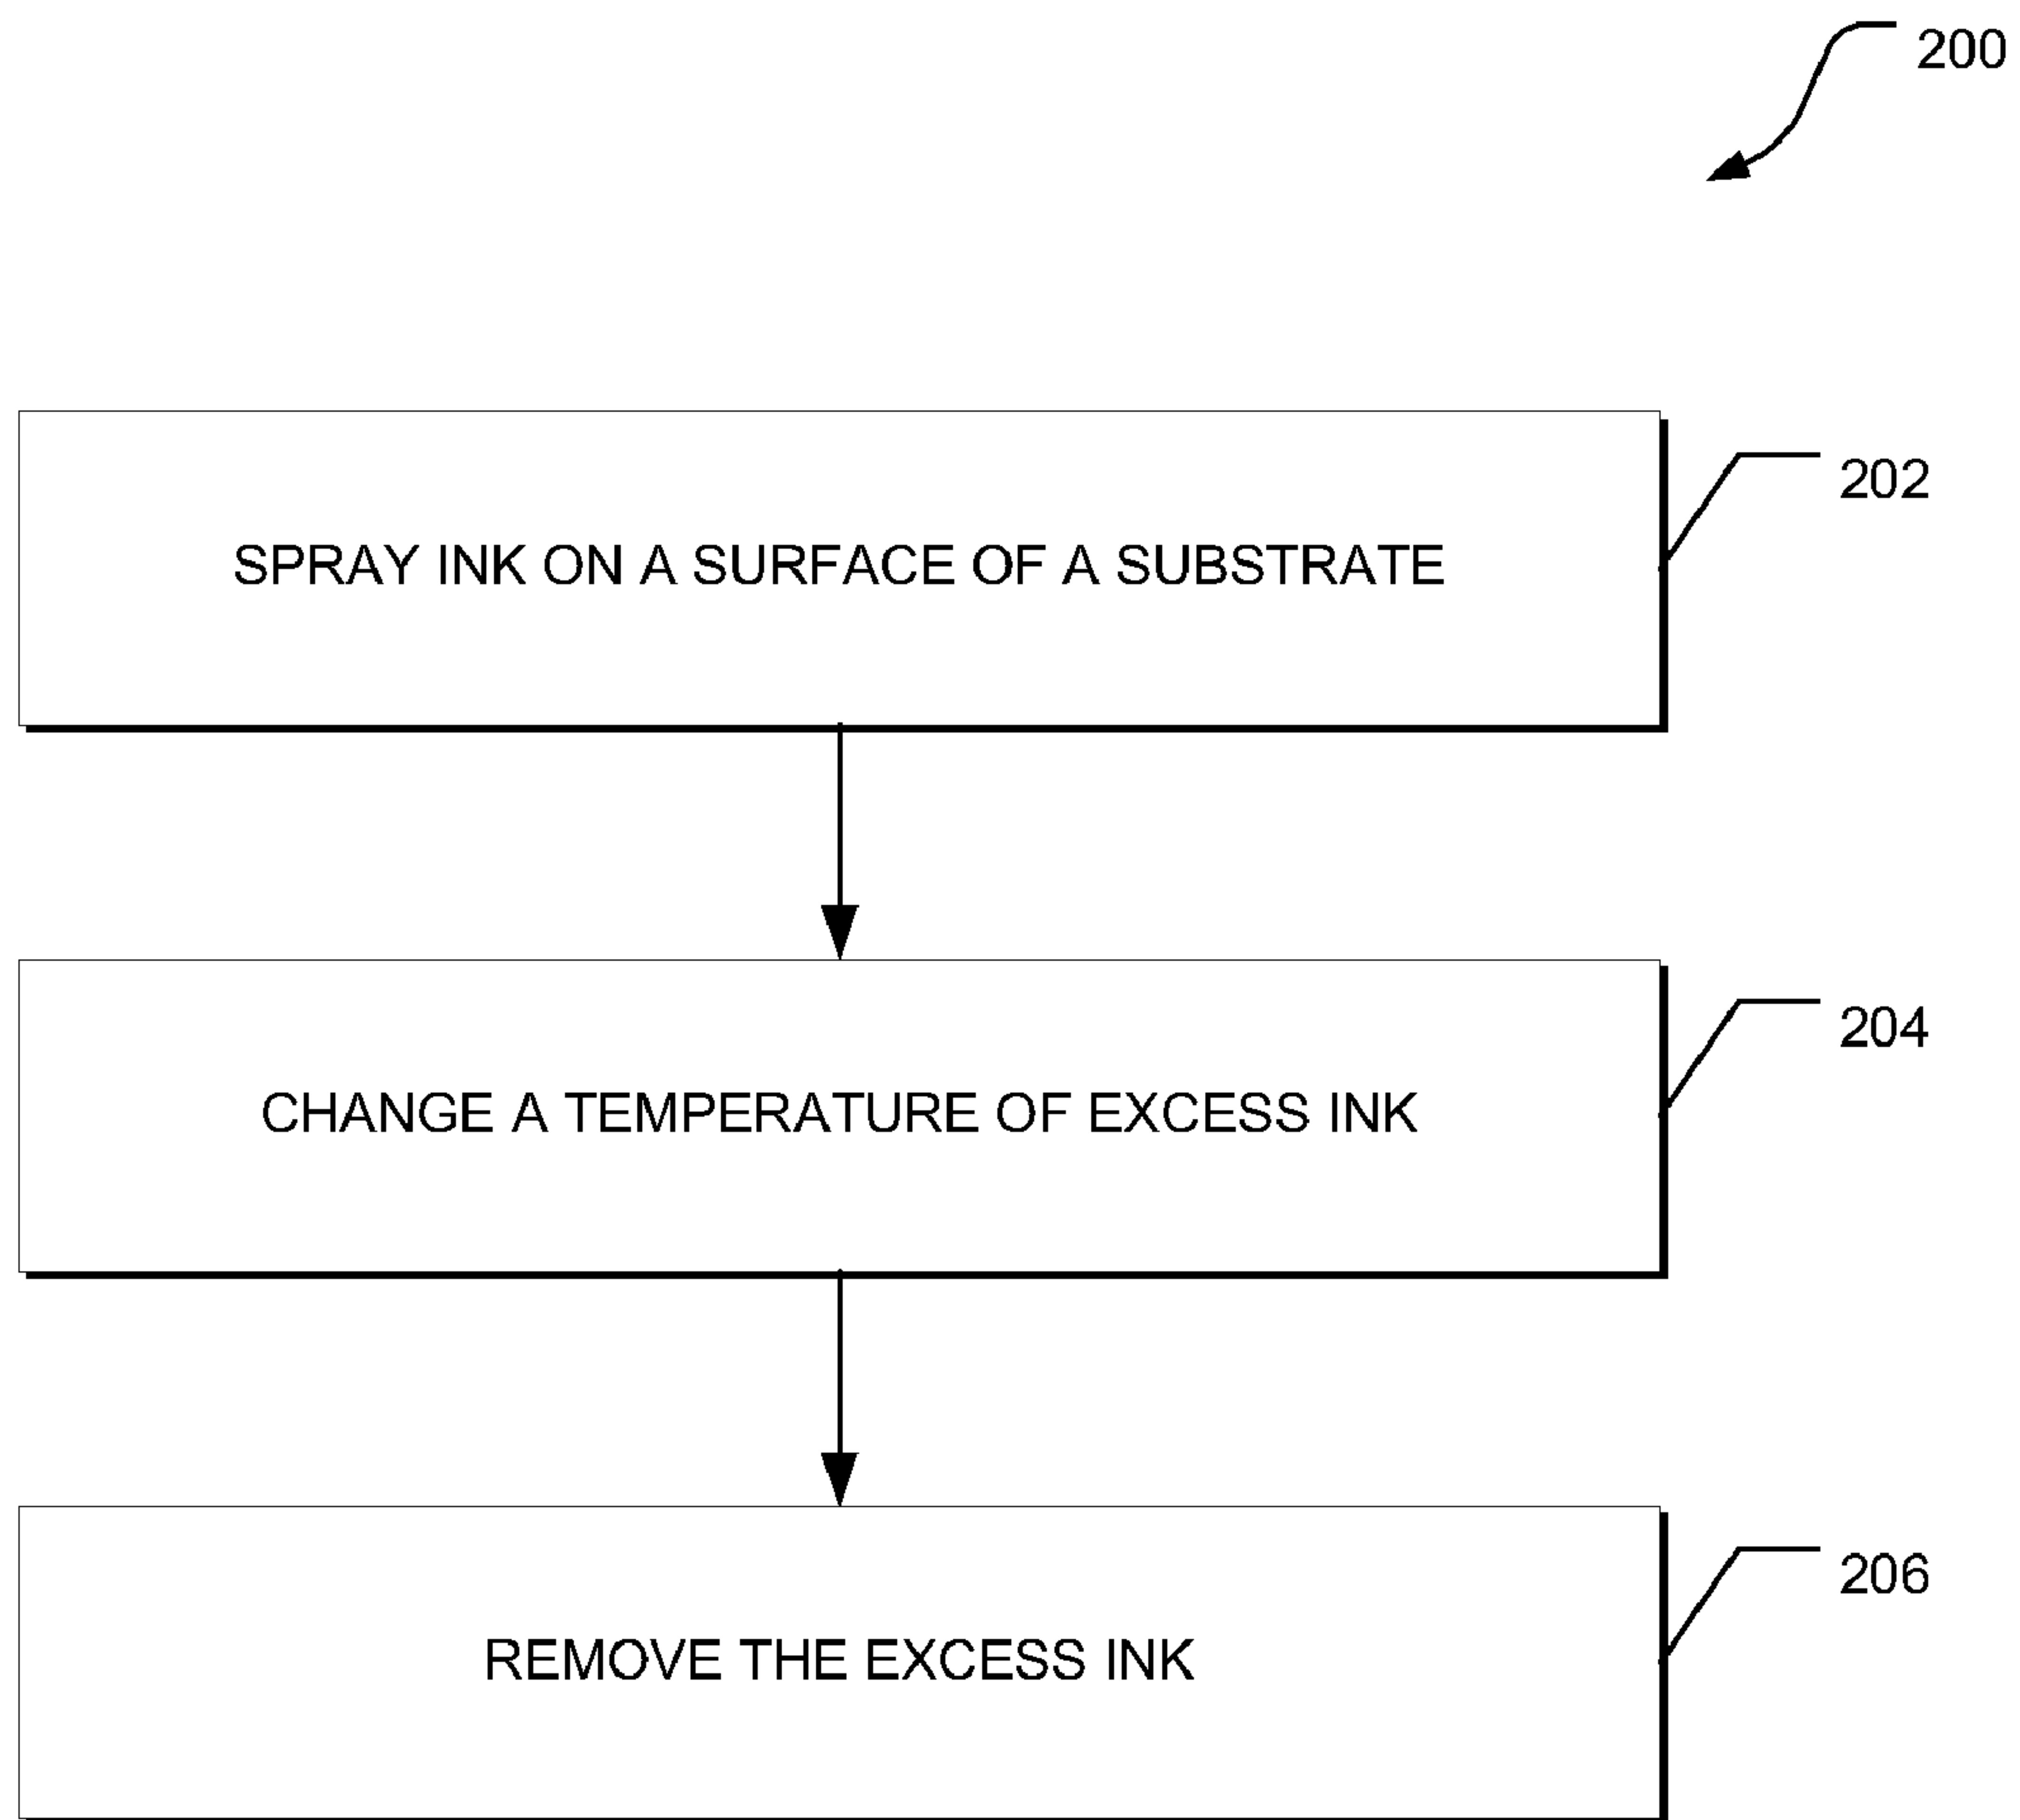 200
SPRAY INK ON A SURFACE OF A SUBSTRATE
202
CHANGE A TEMPERATURE OF EXCESS INK
204
REMOVE THE EXCESS INK
206